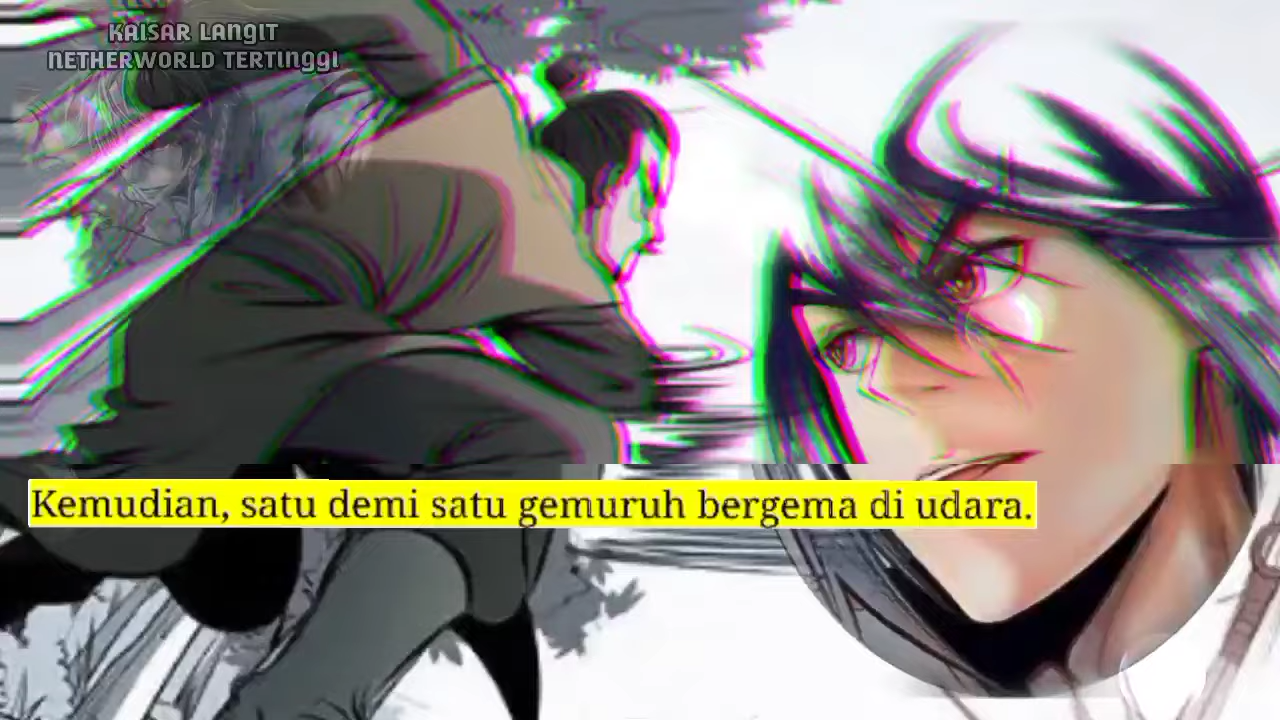 KAISAR LANGIT
NETHERWORLD TERTINGGI
Kemudian, satu demi satu gemuruh bergema di udara.